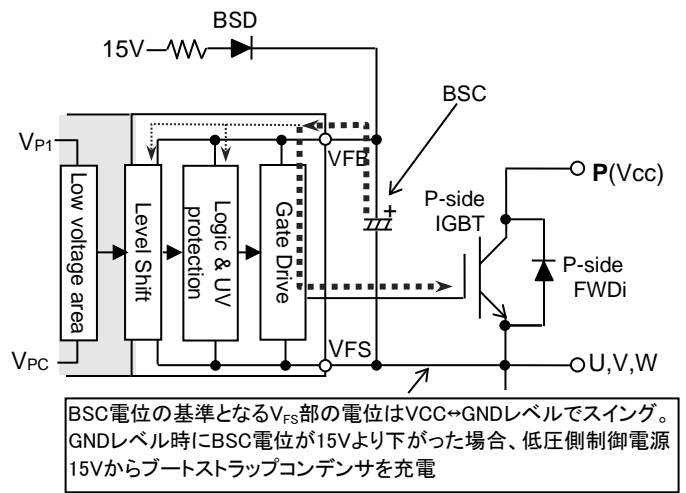 BSD
15V
BSC
VP1
VFB
P(Vcc)
P-side
IGBT
+
Low voltage area
Level Shift
Logic & UV
protection
Gate Drive
P-side
FWDi
VPC
VFS
U,V,W
BSC電位の基準となるVFS部の電位はVCC↔GNDレベルでスイング。
GNDレベル時にBSC電位が15Vより下がった場合、低圧側制御電源
15Vからブートストラップコンデンサを充電